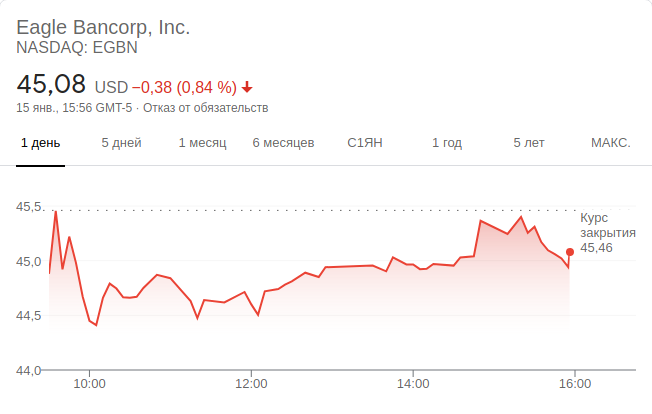 Eagle Bancorp, Inc.
NASDAQ: EGBN
45,08 USD −0,38 (0,84 %)
15 янв., 15:56 GMT-5 · Отказ от обязательств
1 день 5 дней 1 месяц 6 месяцев С1ЯН 1 год 5 лет МАКС.
45,5
Курс
закрытия
45,46
45,0
44,5
44,0
10:00 12:00 14:00 16:00